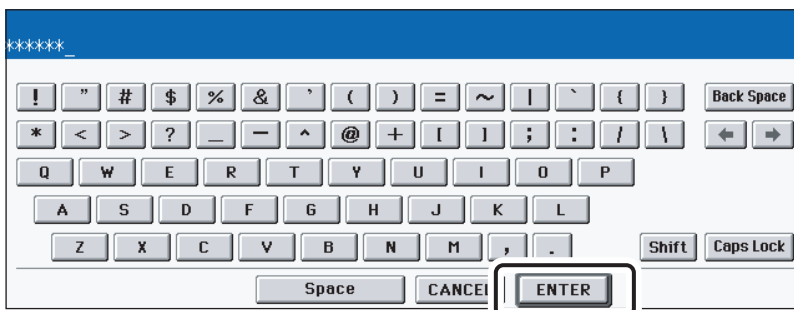 ******_
! " # $ % & ' ( ) = ~ | ` { } Back Space
* < > ? _ - ^ @ + [ ] ; : / \ ← →
Q W E R T Y U I O P
A S D F G H J K L
Z X C V B N M , . Shift Caps Lock
Space CANCEL ENTER